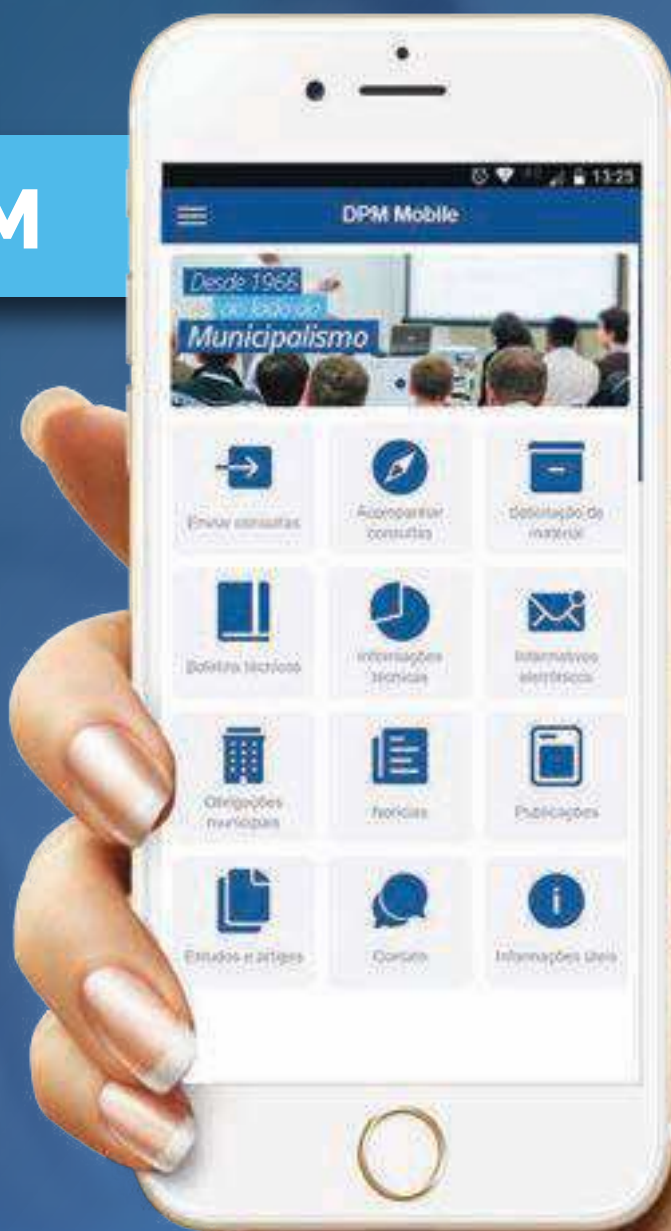 M
13:25
DPM Mobile
Desde 1966
ao lado do
Municipalismo
Enviar consultas
Acompanhar
consultas
Solicitação de
material
Boletins técnicos
Informações
técnicas
Informativos
eletrônicos
Obrigações
municipais
Notícias
Publicações
Estudos e artigos
Contato
Informações úteis